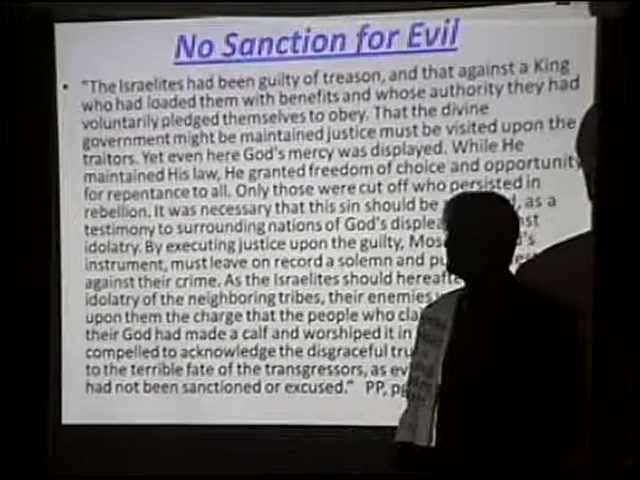 No Sanction for Evil
• "The Israelites had been guilty of treason, and that against a King
who had loaded them with benefits and whose authority they had
voluntarily pledged themselves to obey. That the divine
government might be maintained justice must be visited upon the
traitors. Yet even here God's mercy was displayed. While He
maintained His law, He granted freedom of choice and opportunity
for repentance to all. Only those were cut off who persisted in
rebellion. It was necessary that this sin should be as a
testimony to surrounding nations of God's
idolatry. By executing justice upon the guilty,
instrument, must leave on record a solemn and
against their crime. As the Israelites should
idolatry of the neighboring tribes, their enemies
upon them the charge that the people who
their God had made a calf and worshiped it in
compelled to acknowledge the disgraceful
to the terrible fate of the transgressors, as
had not been sanctioned or excused." PP,